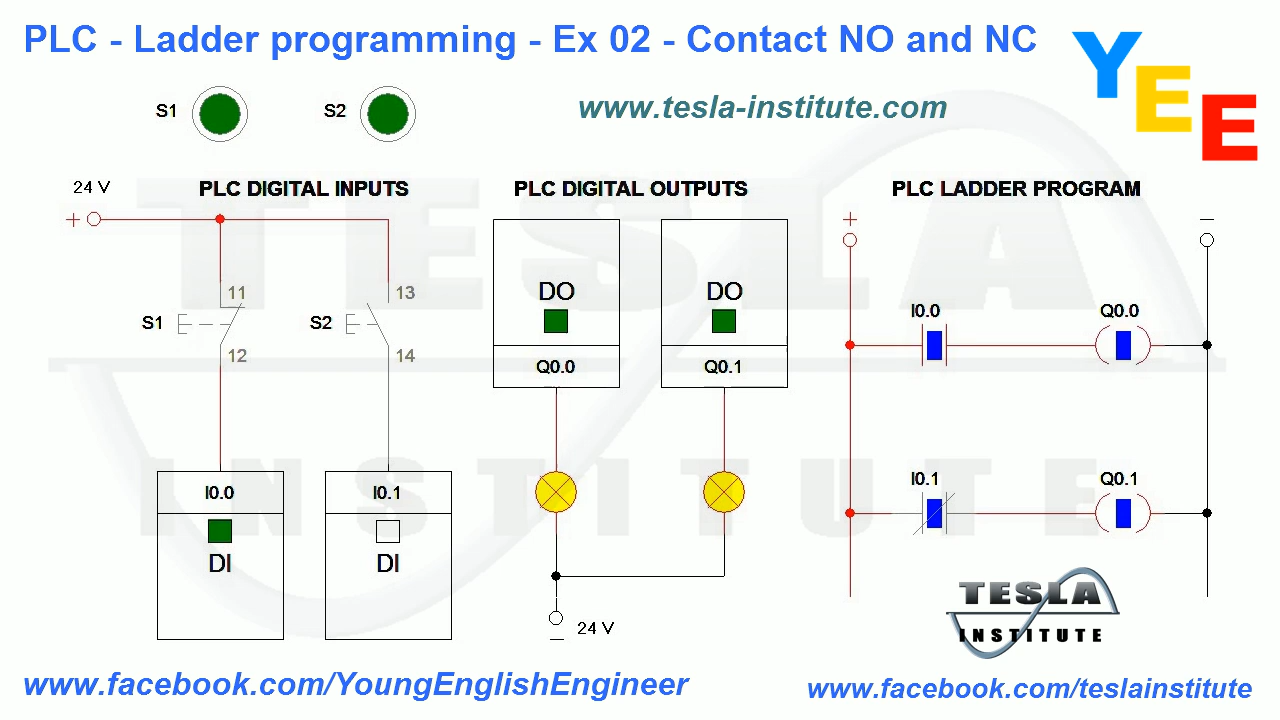 PLC - Ladder programming - Ex 02 - Contact NO and NC
YEE
S1
S2
www.tesla-institute.com
24 V
PLC DIGITAL INPUTS
PLC DIGITAL OUTPUTS
PLC LADDER PROGRAM
+
+
−
11
13
DO
DO
I0.0
Q0.0
S1
S2
12
14
Q0.0
Q0.1
I0.0
I0.1
I0.1
Q0.1
DI
DI
TESLA
INSTITUTE
− 24 V
TESLA
INSTITUTE
www.facebook.com/YoungEnglishEngineer
www.facebook.com/teslainstitute